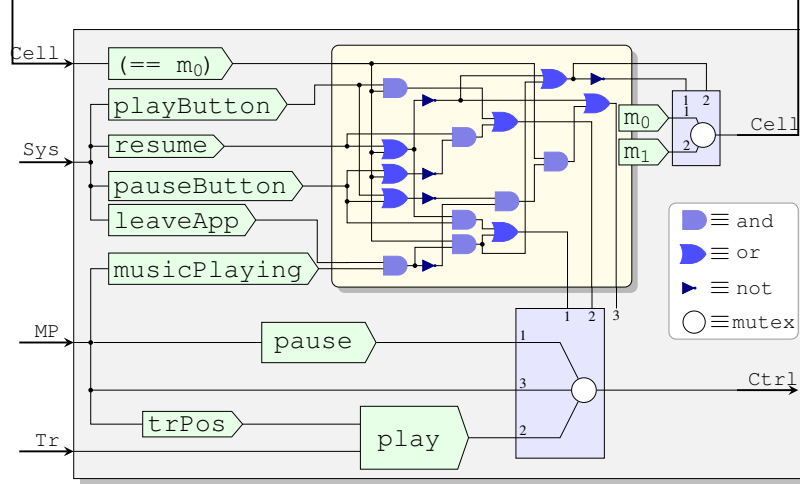 Cell
(== m₀)
playButton
Sys
resume
pauseButton
leaveApp
musicPlaying
1 2
m₀
1
Cell
m₁
2
≡ and
≡ or
≡ not
≡ mutex
1 2 3
MP
pause
1
3
Ctrl
trPos
play
2
Tr